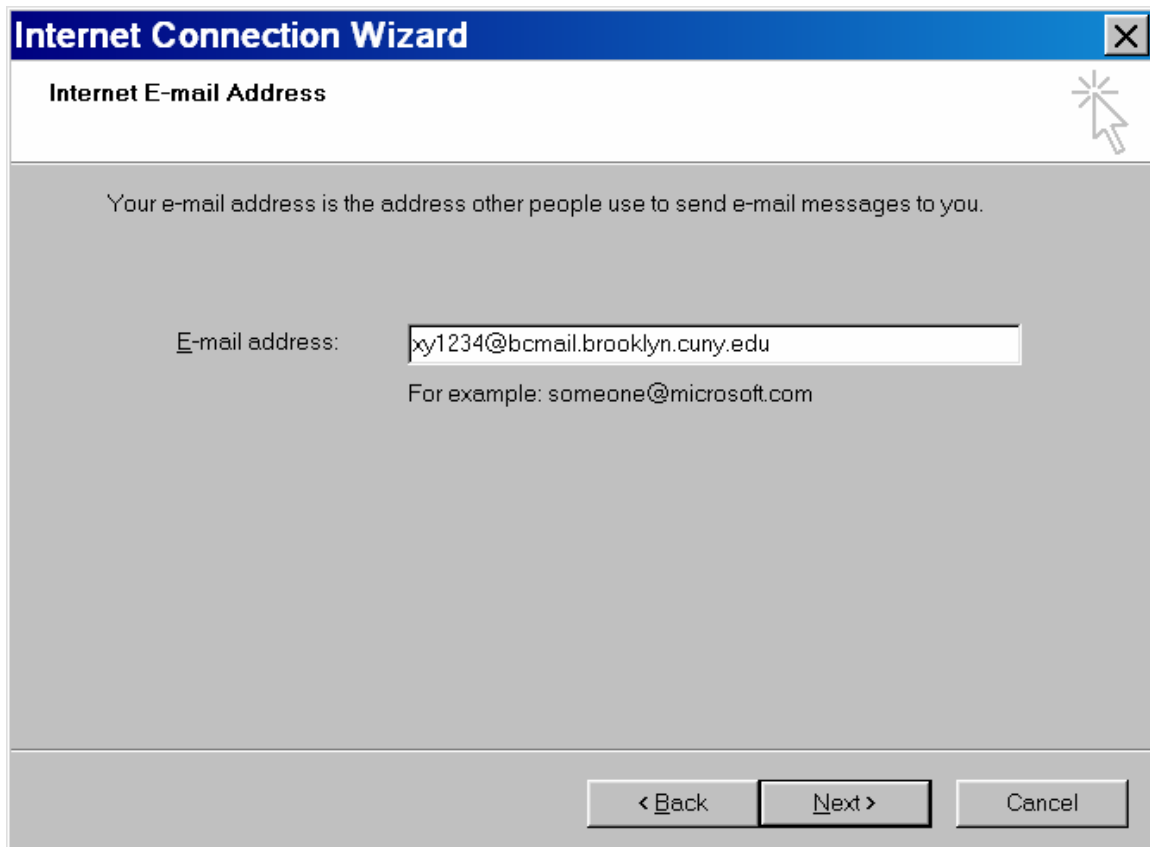 Internet Connection Wizard
Internet E-mail Address
Your e-mail address is the address other people use to send e-mail messages to you.
E-mail address: xy1234@bcmail.brooklyn.cuny.edu
For example: someone@microsoft.com
< Back Next > Cancel